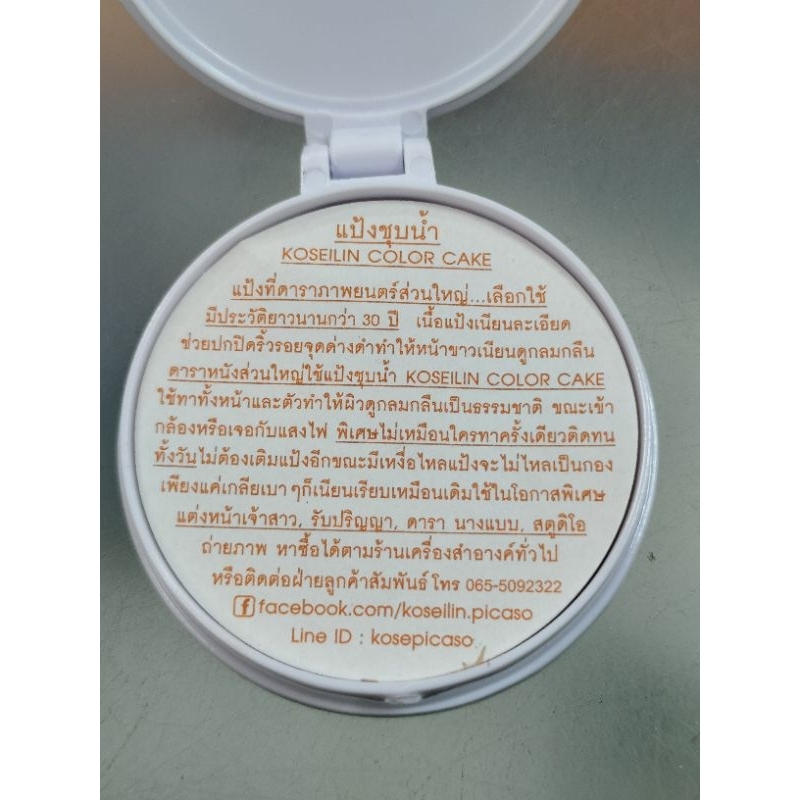 แป้งชุบน้ำ
KOSEILIN COLOR CAKE
แป้งที่ดาราภาพยนตร์ส่วนใหญ่...เลือกใช้
มีประวัติยาวนานกว่า 30 ปี เนื้อแป้งเนียนละเอียด
ช่วยปกปิดริ้วรอยจุดด่างดำทำให้หน้าขาวเนียนดูกลมกลืน
ดาราหนังส่วนใหญ่ใช้แป้งชุบน้ำ KOSEILIN COLOR CAKE
ใช้ทาทั้งหน้าและตัวทำให้ผิวดูกลมกลืนเป็นธรรมชาติ ขณะเข้า
กล้องหรือเจอกับแสงไฟ พิเศษไม่เหมือนใครทาครั้งเดียวติดทน
ทั้งวันไม่ต้องเติมแป้งอีกขณะมีเหงื่อไหลแป้งจะไม่ไหลเป็นกอง
เพียงแค่เกลี่ยเบา ๆก็เนียนเรียบเหมือนเดิมใช้ในโอกาสพิเศษ
แต่งหน้าเจ้าสาว, รับปริญญา, ดารา นางแบบ, สตูดิโอ
ถ่ายภาพ หาซื้อได้ตามร้านเครื่องสำอางค์ทั่วไป
หรือติดต่อฝ่ายลูกค้าสัมพันธ์ โทร 065-5092322
facebook.com/koseilin.picaso
Line ID : kosepicaso